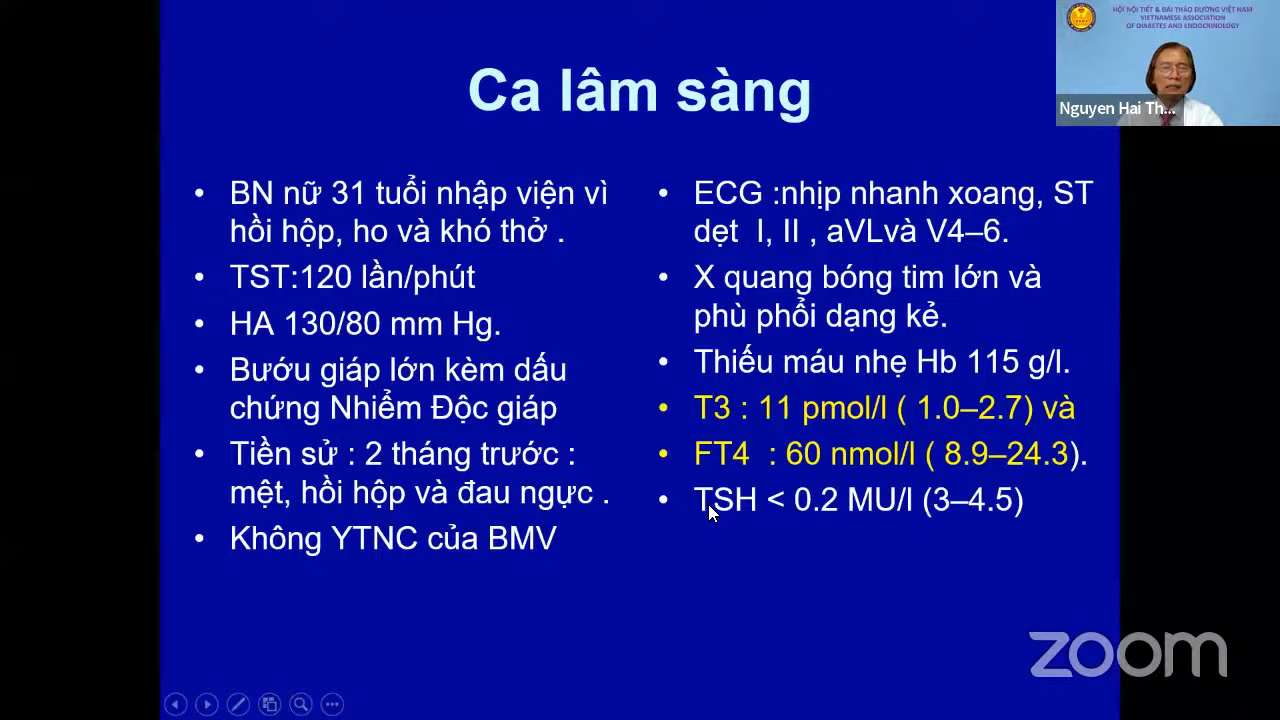 HỘI NỘI TIẾT & ĐÁI THÁO ĐƯỜNG VIỆT NAM
VIETNAMESE ASSOCIATION
OF DIABETES AND ENDOCRINOLOGY
Nguyen Hai Th...
Ca lâm sàng
• BN nữ 31 tuổi nhập viện vì
hồi hộp, ho và khó thở .
• TST:120 lần/phút
• HA 130/80 mm Hg.
• Bướu giáp lớn kèm dấu
chứng Nhiểm Độc giáp
• Tiền sử : 2 tháng trước :
mệt, hồi hộp và đau ngực .
• Không YTNC của BMV
• ECG :nhịp nhanh xoang, ST
dẹt I, II , aVLvà V4–6.
• X quang bóng tim lớn và
phù phổi dạng kẻ.
• Thiếu máu nhẹ Hb 115 g/l.
• T3 : 11 pmol/l ( 1.0–2.7) và
• FT4 : 60 nmol/l ( 8.9–24.3).
• TSH < 0.2 MU/l (3–4.5)
zoom